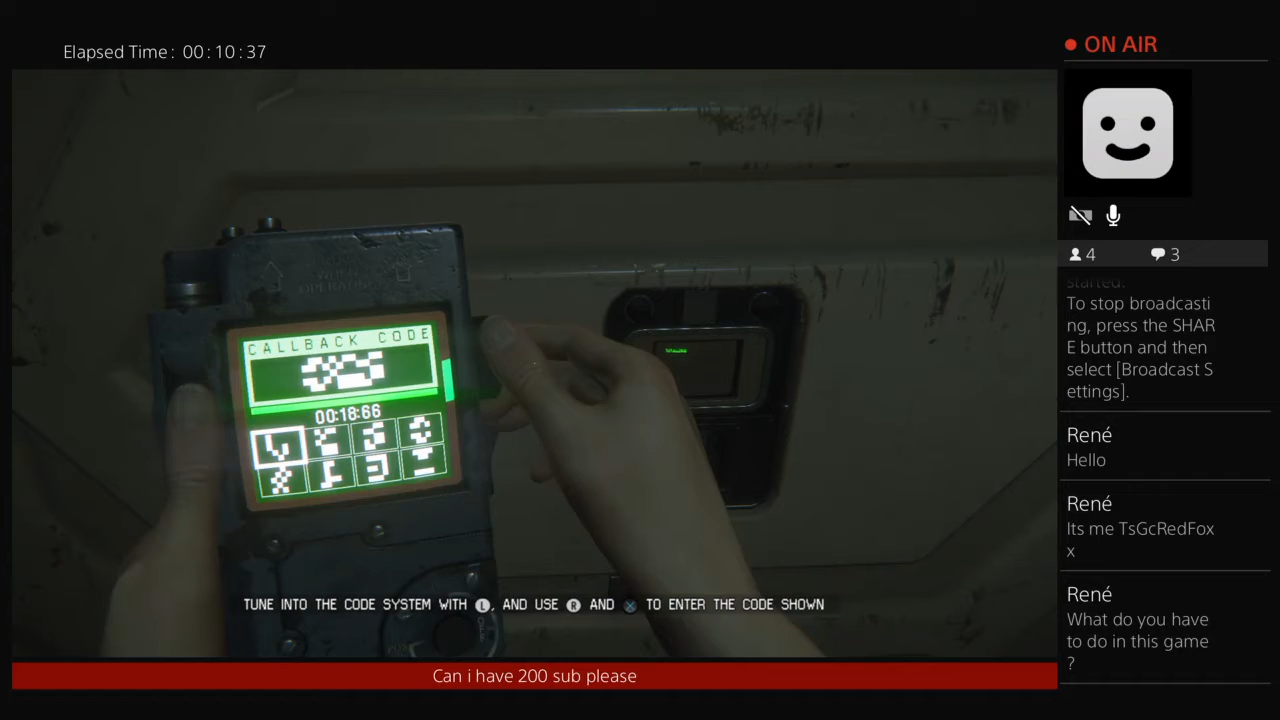 Elapsed Time: 00:10:37
ON AIR
4
3
started.
To stop broadcasti
ng, press the SHAR
E button and then
select [Broadcast S
ettings].
René
Hello
René
Its me TsGcRedFox
x
René
What do you have
to do in this game
?
CALLBACK CODE
00:18:66
TUNE INTO THE CODE SYSTEM WITH L, AND USE R AND X TO ENTER THE CODE SHOWN
Can i have 200 sub please